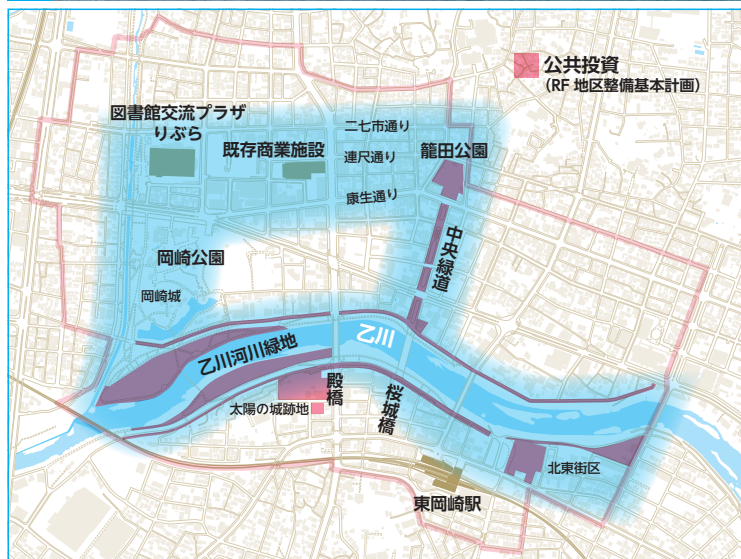 公共投資
（RF 地区整備基本計画）
図書館交流プラザ
りぶら
既存商業施設
二七市通り
連尺通り
康生通り
籠田公園
中央緑道
岡崎公園
岡崎城
乙川
乙川河川緑地
殿橋
太陽の城跡地
桜城橋
北東街区
東岡崎駅